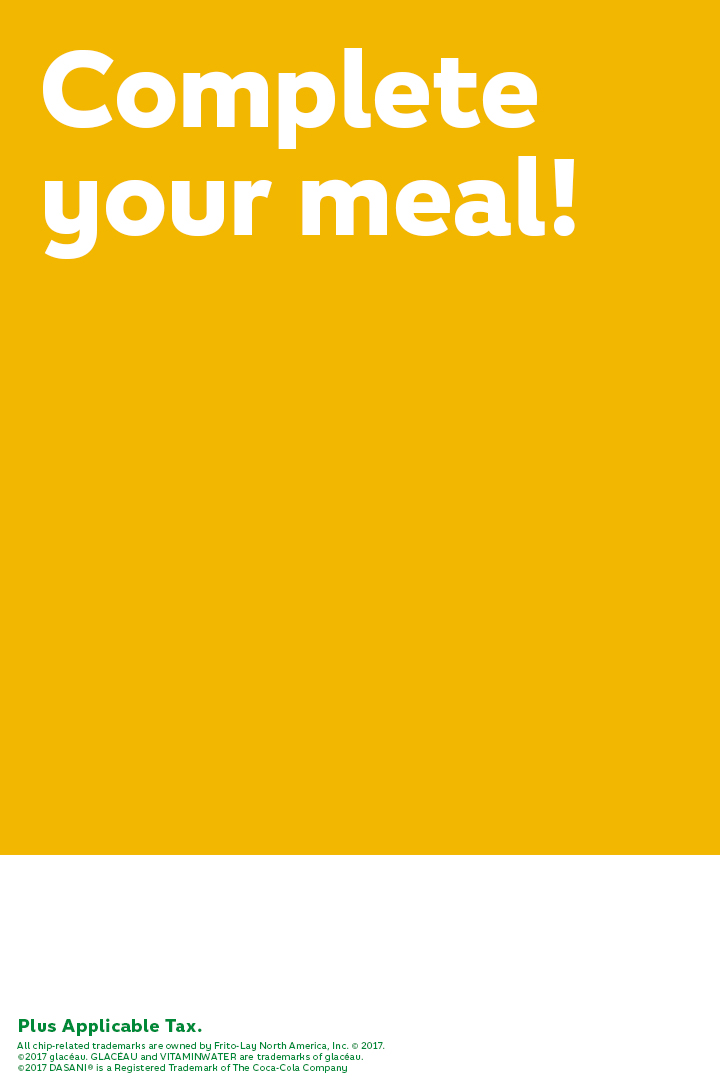 Complete
your meal!
Plus Applicable Tax.
All chip-related trademarks are owned by Frito-Lay North America, Inc. © 2017.
©2017 glacéau. GLACÉAU and VITAMINWATER are trademarks of glacéau.
©2017 DASANI® is a Registered Trademark of The Coca-Cola Company